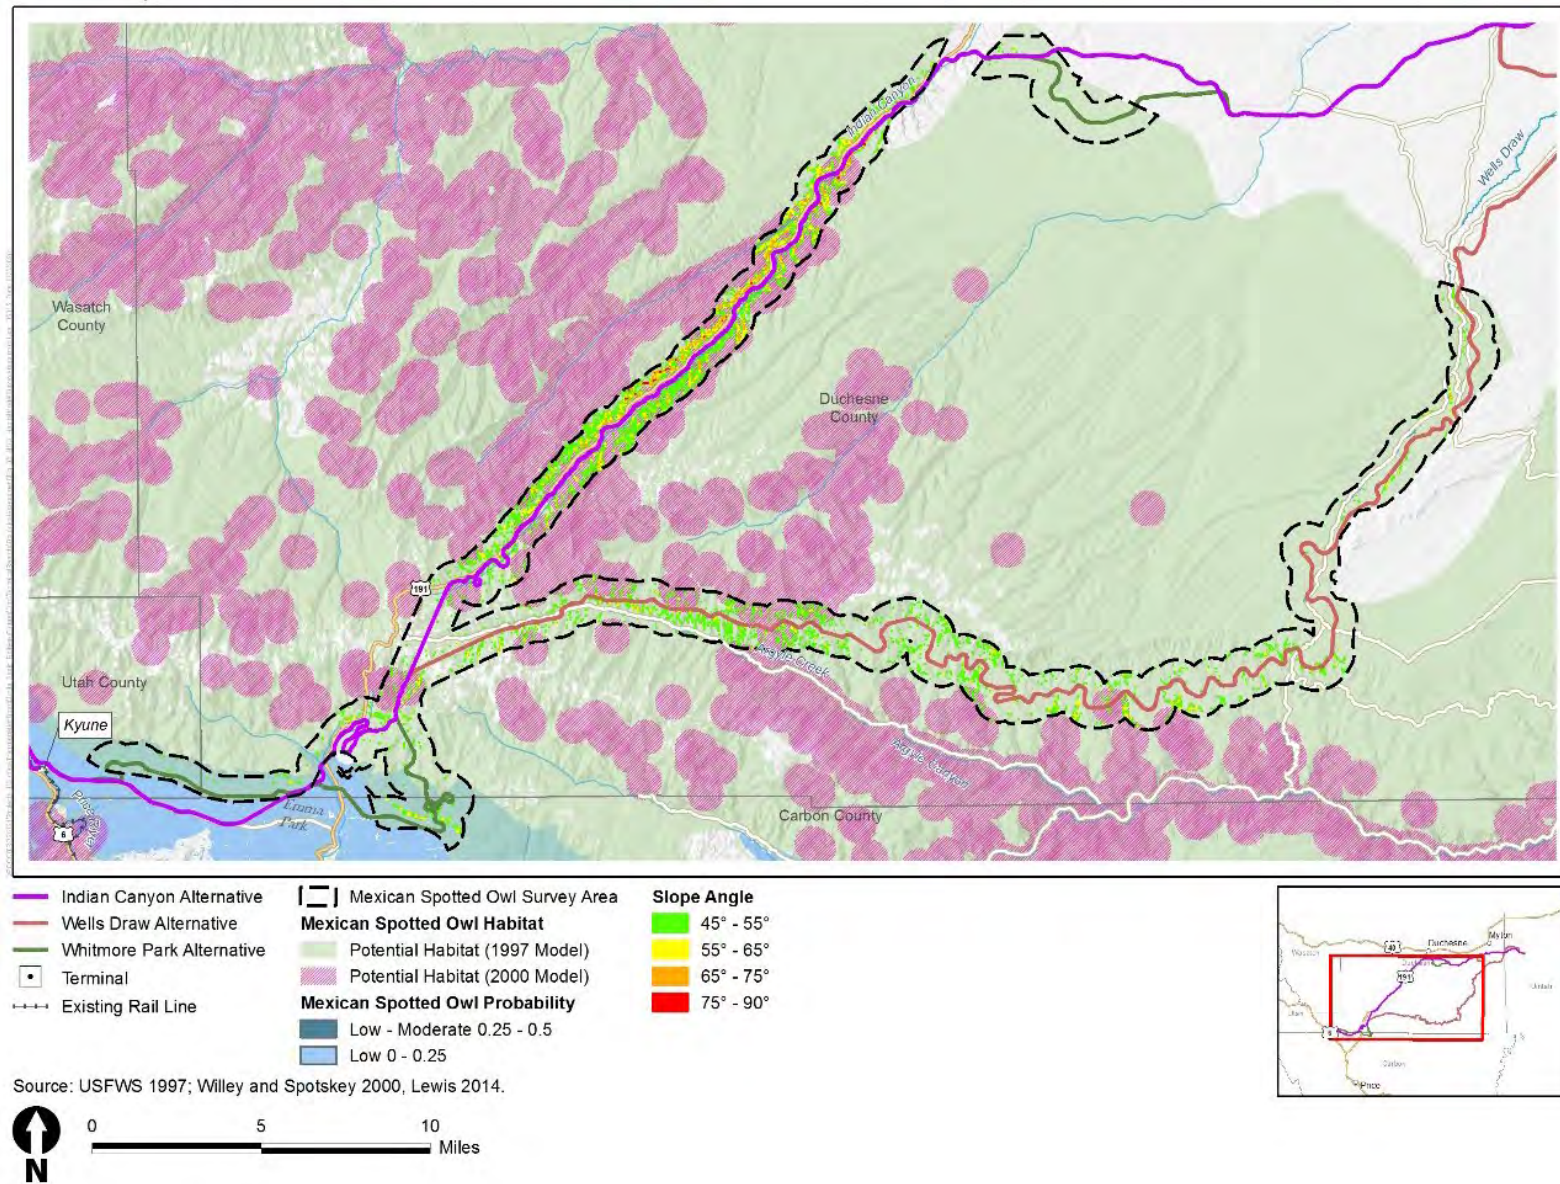 Indian Canyon
Wells Draw
Wasatch
County
Duchesne
County
191
Argyle Creek
Utah County
Kyune
Argyle Canyon
Emma
Park
Price River
6
Carbon County
Indian Canyon Alternative
Wells Draw Alternative
Whitmore Park Alternative
Terminal
Existing Rail Line
Mexican Spotted Owl Survey Area
Mexican Spotted Owl Habitat
Potential Habitat (1997 Model)
Potential Habitat (2000 Model)
Mexican Spotted Owl Probability
Low - Moderate 0.25 - 0.5
Low 0 - 0.25
Slope Angle
45° - 55°
55° - 65°
65° - 75°
75° - 90°
Source: USFWS 1997; Willey and Spotskey 2000, Lewis 2014.
N
0 5 10
Miles
40
Duchesne
Myton
Wasatch
Duchesne
191
Uintah
Utah
6
Carbon
Price